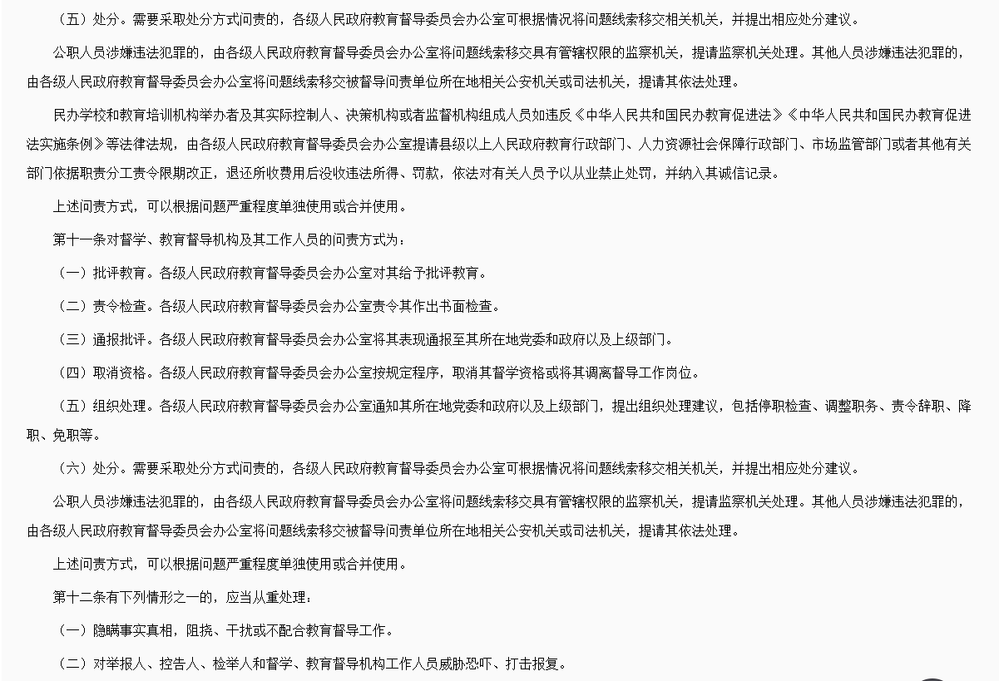 （五）处分。需要采取处分方式问责的，各级人民政府教育督导委员会办公室可根据情况将问题线索移交相关机关，并提出相应处分建议。
公职人员涉嫌违法犯罪的，由各级人民政府教育督导委员会办公室将问题线索移交具有管辖权限的监察机关，提请监察机关处理。其他人员涉嫌违法犯罪的，
由各级人民政府教育督导委员会办公室将问题线索移交被督导问责单位所在地相关公安机关或司法机关，提请其依法处理。
民办学校和教育培训机构举办者及其实际控制人、决策机构或者监督机构组成人员如违反《中华人民共和国民办教育促进法》《中华人民共和国民办教育促进
法实施条例》等法律法规，由各级人民政府教育督导委员会办公室提请县级以上人民政府教育行政部门、人力资源社会保障行政部门、市场监管部门或者其他有关
部门依据职责分工责令限期改正，退还所收费用后没收违法所得、罚款，依法对有关人员予以从业禁止处罚，并纳入其诚信记录。
上述问责方式，可以根据问题严重程度单独使用或合并使用。
第十一条对督学、教育督导机构及其工作人员的问责方式为：
（一）批评教育。各级人民政府教育督导委员会办公室对其给予批评教育。
（二）责令检查。各级人民政府教育督导委员会办公室责令其作出书面检查。
（三）通报批评。各级人民政府教育督导委员会办公室将其表现通报至其所在地党委和政府以及上级部门。
（四）取消资格。各级人民政府教育督导委员会办公室按规定程序，取消其督学资格或将其调离督导工作岗位。
（五）组织处理。各级人民政府教育督导委员会办公室通知其所在地党委和政府以及上级部门，提出组织处理建议，包括停职检查、调整职务、责令辞职、降
职、免职等。
（六）处分。需要采取处分方式问责的，各级人民政府教育督导委员会办公室可根据情况将问题线索移交相关机关，并提出相应处分建议。
公职人员涉嫌违法犯罪的，由各级人民政府教育督导委员会办公室将问题线索移交具有管辖权限的监察机关，提请监察机关处理。其他人员涉嫌违法犯罪的，
由各级人民政府教育督导委员会办公室将问题线索移交被督导问责单位所在地相关公安机关或司法机关，提请其依法处理。
上述问责方式，可以根据问题严重程度单独使用或合并使用。
第十二条有下列情形之一的，应当从重处理：
（一）隐瞒事实真相，阻挠、干扰或不配合教育督导工作。
（二）对举报人、控告人、检举人和督学、教育督导机构工作人员威胁恐吓、打击报复。